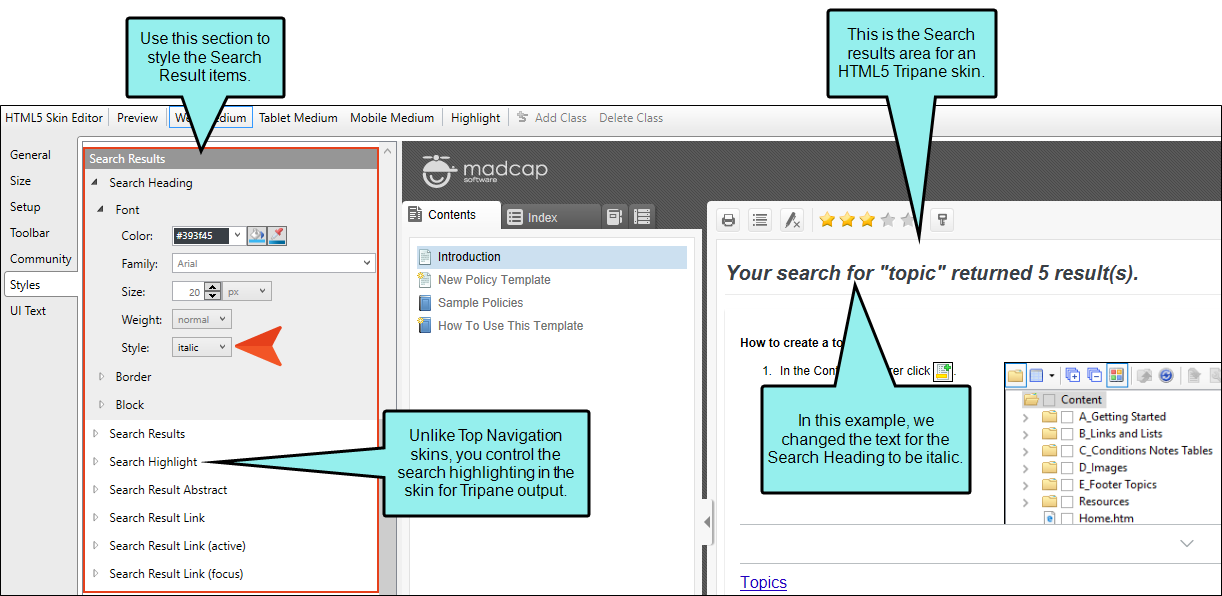 Use this section to
style the Search
Result items.
This is the Search
results area for an
HTML5 Tripane skin.
HTML5 Skin Editor Preview Medium Tablet Medium Mobile Medium Highlight Add Class Delete Class
General
Size
Setup
Toolbar
Community
Styles
UI Text
Search Results
Search Heading
Font
Color: #393f45
Family: Arial
Size: 20 px
Weight: normal
Style: italic
Border
Block
Search Results
Search Highlight
Search Result Abstract
Search Result Link
Search Result Link (active)
Search Result Link (focus)
Unlike Top Navigation
skins, you control the
search highlighting in the
skin for Tripane output.
madcap
software
Contents Index
Introduction
New Policy Template
Sample Policies
How To Use This Template
Your search for "topic" returned 5 result(s).
How to create a
1. In the click .
In this example, we
changed the text for the
Search Heading to be italic.
Content
A_Getting Started
B_Links and Lists
C_Conditions Notes Tables
D_Images
E_Footer Topics
Resources
Home.htm
Topics